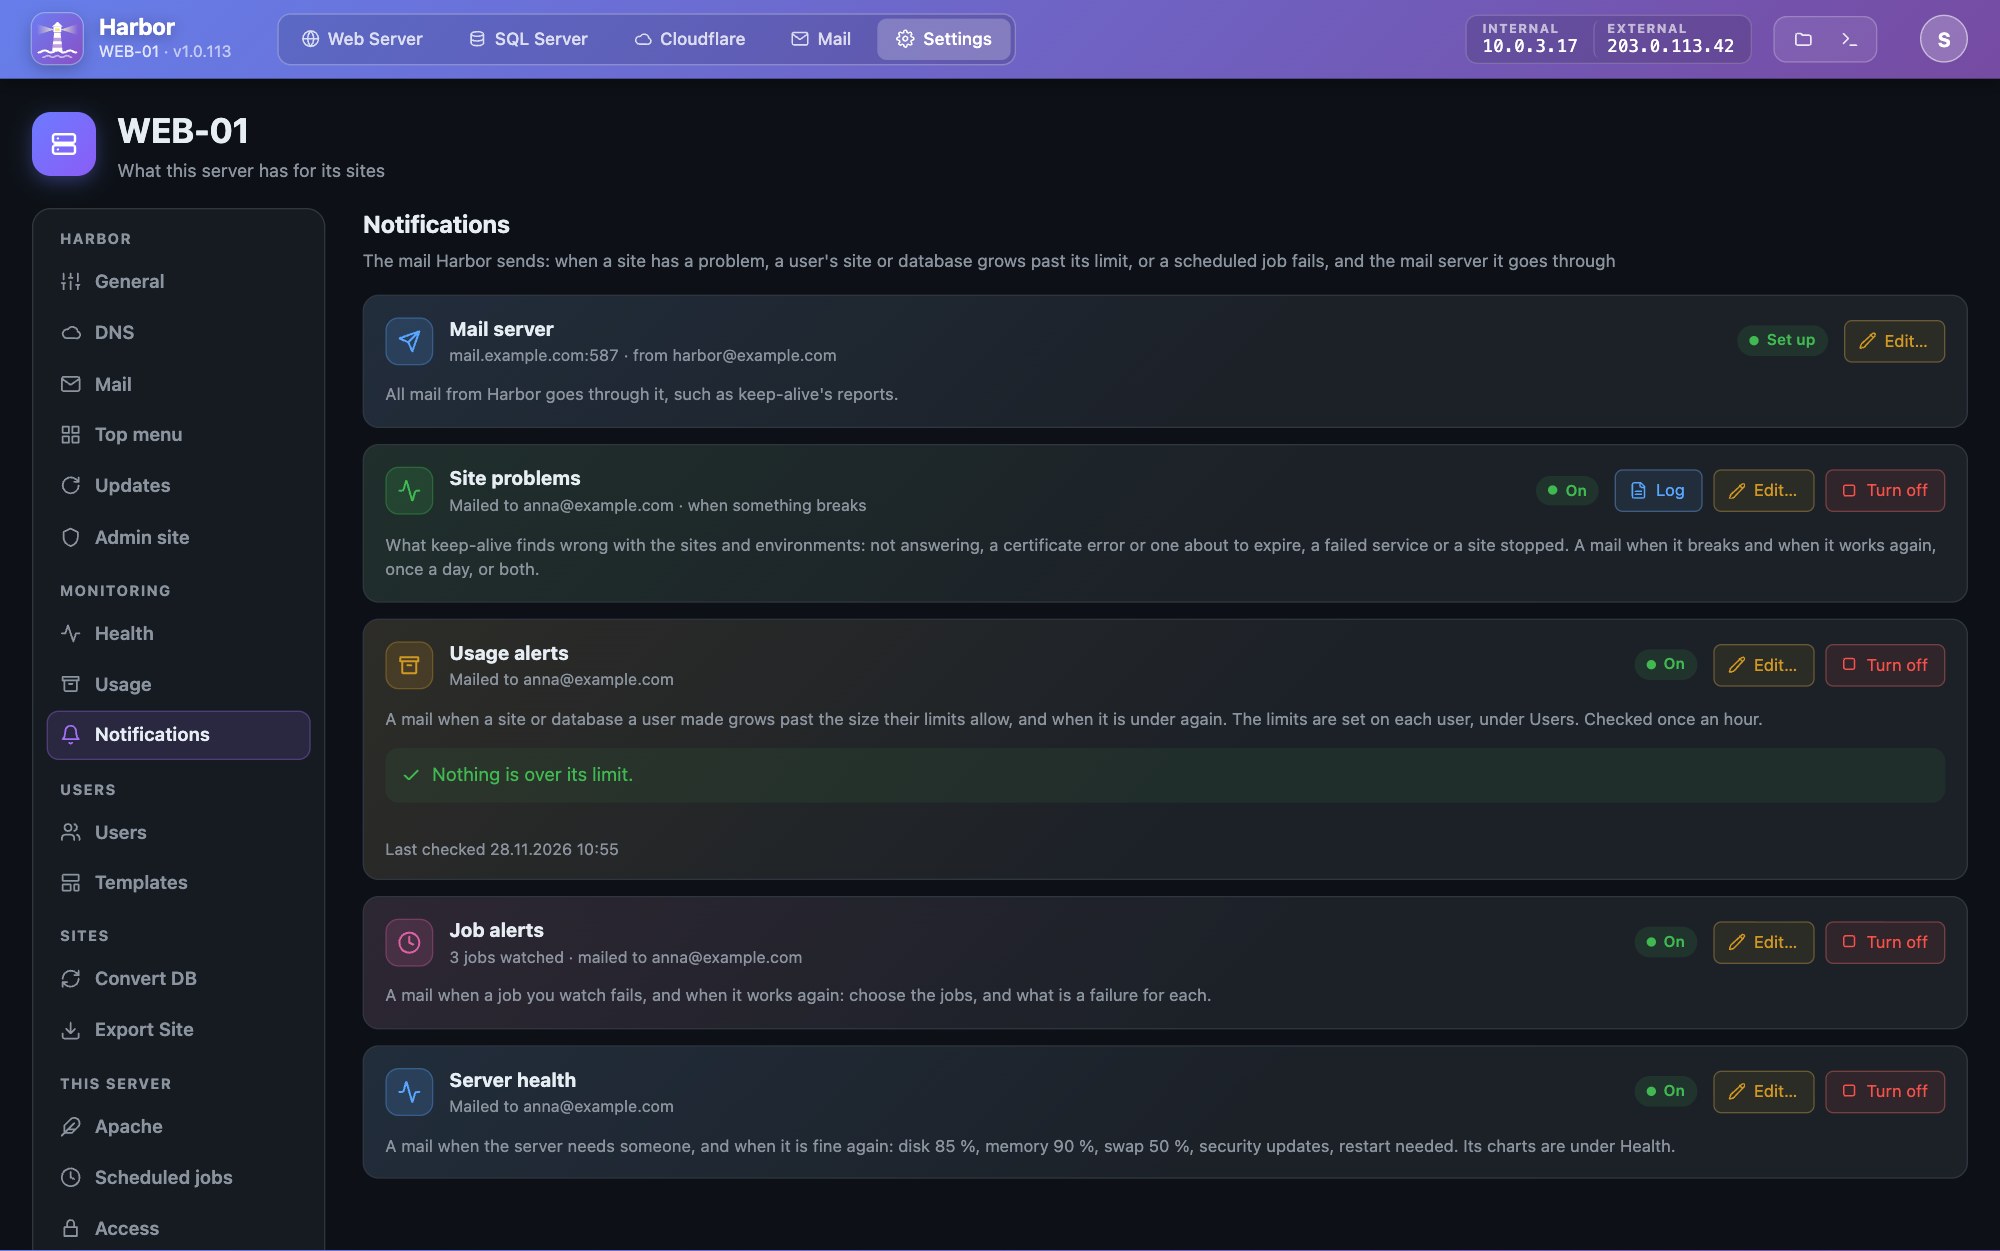 Harbor
WEB-01 · v1.0.113
Web Server
SQL Server
Cloudflare
Mail
Settings
INTERNAL
10.0.3.17
EXTERNAL
203.0.113.42
S
WEB-01
What this server has for its sites
HARBOR
General
DNS
Mail
Top menu
Updates
Admin site
MONITORING
Health
Usage
Notifications
USERS
Users
Templates
SITES
Convert DB
Export Site
THIS SERVER
Apache
Scheduled jobs
Access
Notifications
The mail Harbor sends: when a site has a problem, a user's site or database grows past its limit, or a scheduled job fails, and the mail server it goes through
Mail server
mail.example.com:587 · from harbor@example.com
Set up
Edit...
All mail from Harbor goes through it, such as keep-alive's reports.
Site problems
Mailed to anna@example.com · when something breaks
On
Log
Edit...
Turn off
What keep-alive finds wrong with the sites and environments: not answering, a certificate error or one about to expire, a failed service or a site stopped. A mail when it breaks and when it works again,
once a day, or both.
Usage alerts
Mailed to anna@example.com
On
Edit...
Turn off
A mail when a site or database a user made grows past the size their limits allow, and when it is under again. The limits are set on each user, under Users. Checked once an hour.
Nothing is over its limit.
Last checked 28.11.2026 10:55
Job alerts
3 jobs watched · mailed to anna@example.com
On
Edit...
Turn off
A mail when a job you watch fails, and when it works again: choose the jobs, and what is a failure for each.
Server health
Mailed to anna@example.com
On
Edit...
Turn off
A mail when the server needs someone, and when it is fine again: disk 85 %, memory 90 %, swap 50 %, security updates, restart needed. Its charts are under Health.